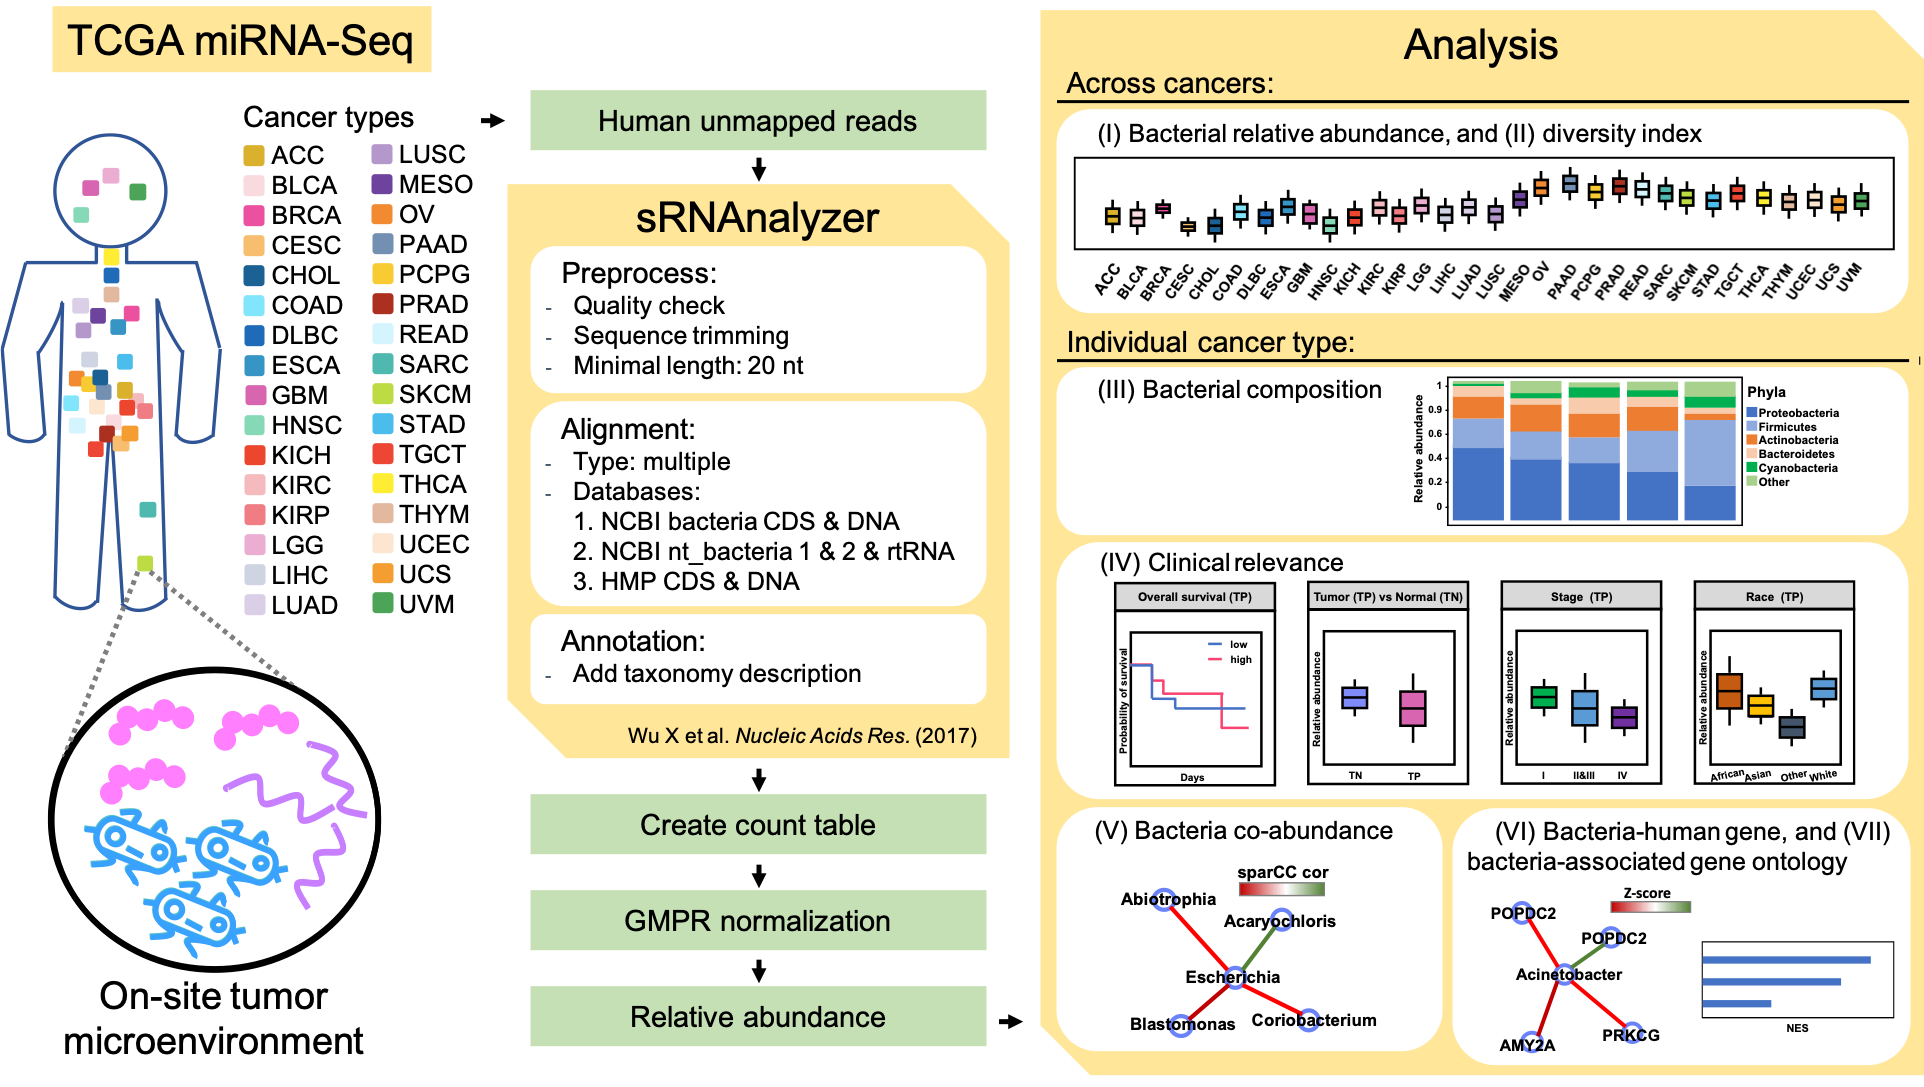 TCGA miRNA-Seq
Cancer types
ACC
BLCA
BRCA
CESC
CHOL
COAD
DLBC
ESCA
GBM
HNSC
KICH
KIRC
KIRP
LGG
LIHC
LUAD
LUSC
MESO
OV
PAAD
PCPG
PRAD
READ
SARC
SKCM
STAD
TGCT
THCA
THYM
UCEC
UCS
UVM
On-site tumor
microenvironment
Human unmapped reads
sRNAnalyzer
Preprocess:
- Quality check
- Sequence trimming
- Minimal length: 20 nt
Alignment:
- Type: multiple
- Databases:
1. NCBI bacteria CDS & DNA
2. NCBI nt_bacteria 1 & 2 & rtRNA
3. HMP CDS & DNA
Annotation:
- Add taxonomy description
Wu X et al. Nucleic Acids Res. (2017)
Create count table
GMPR normalization
Relative abundance
Analysis
Across cancers:
(I) Bacterial relative abundance, and (II) diversity index
ACC BLCA BRCA CESC CHOL COAD DLBC ESCA GBM HNSC KICH KIRC KIRP LGG LIHC LUAD LUSC MESO OV PAAD PCPG PRAD READ SARC SKCM STAD TGCT THCA THYM UCEC UCS UVM
Individual cancer type:
(III) Bacterial composition
Relative abundance
1
0.9
0.6
0.4
0.2
0
Phyla
Proteobacteria
Firmicutes
Actinobacteria
Bacteroidetes
Cyanobacteria
Other
(IV) Clinical relevance
Overall survival (TP)
Probability of survival
low
high
Days
Tumor (TP) vs Normal (TN)
Relative abundance
TN TP
Stage (TP)
Relative abundance
I II&III IV
Race (TP)
Relative abundance
African Asian Other White
(V) Bacteria co-abundance
sparCC cor
Abiotrophia
Acaryochloris
Escherichia
Blastomonas
Coriobacterium
(VI) Bacteria-human gene, and (VII)
bacteria-associated gene ontology
Z-score
POPDC2
POPDC2
Acinetobacter
AMY2A
PRKCG
NES